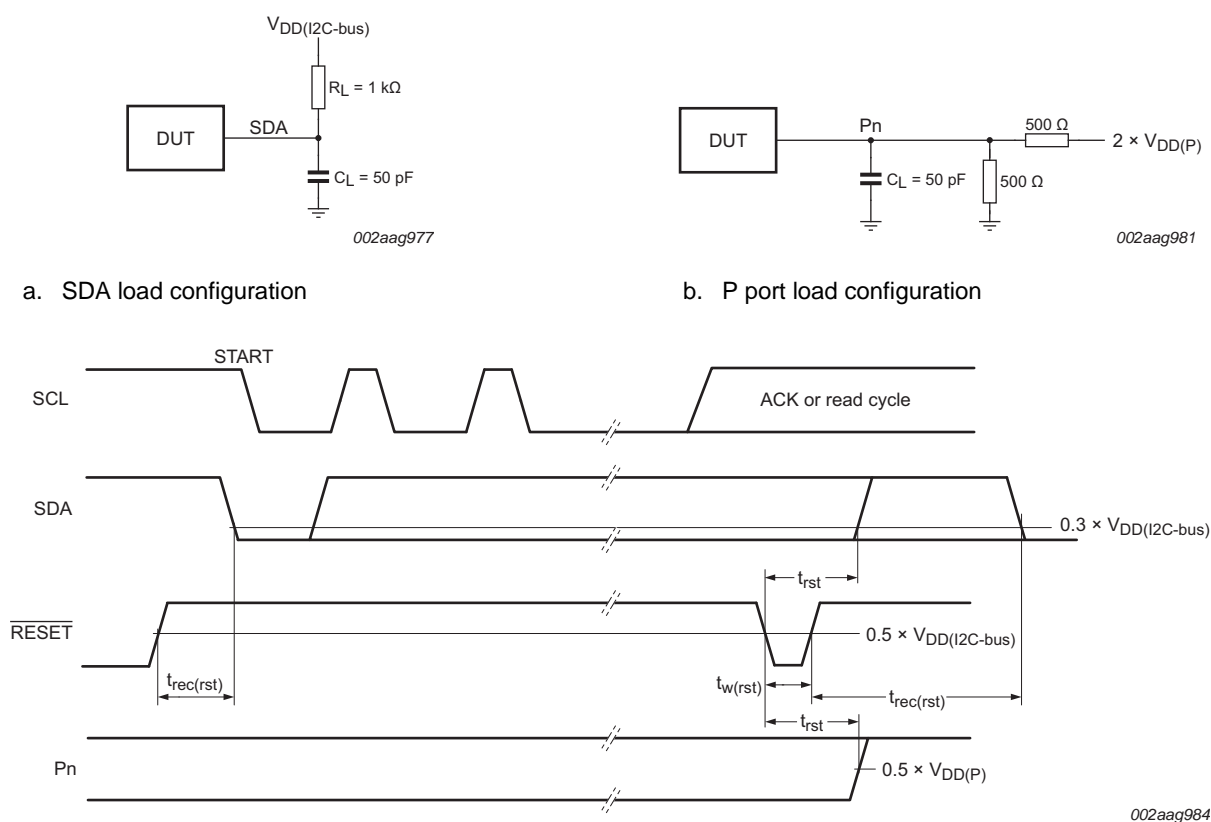 VDD(I2C-bus)
RL = 1 kΩ
DUT
SDA
CL = 50 pF
002aag977
DUT
Pn
500 Ω
2 × VDD(P)
CL = 50 pF
500 Ω
002aag981
a. SDA load configuration
b. P port load configuration
START
SCL
ACK or read cycle
SDA
0.3 × VDD(I2C-bus)
trst
RESET
0.5 × VDD(I2C-bus)
trec(rst)
tw(rst)
trec(rst)
trst
Pn
0.5 × VDD(P)
002aag984